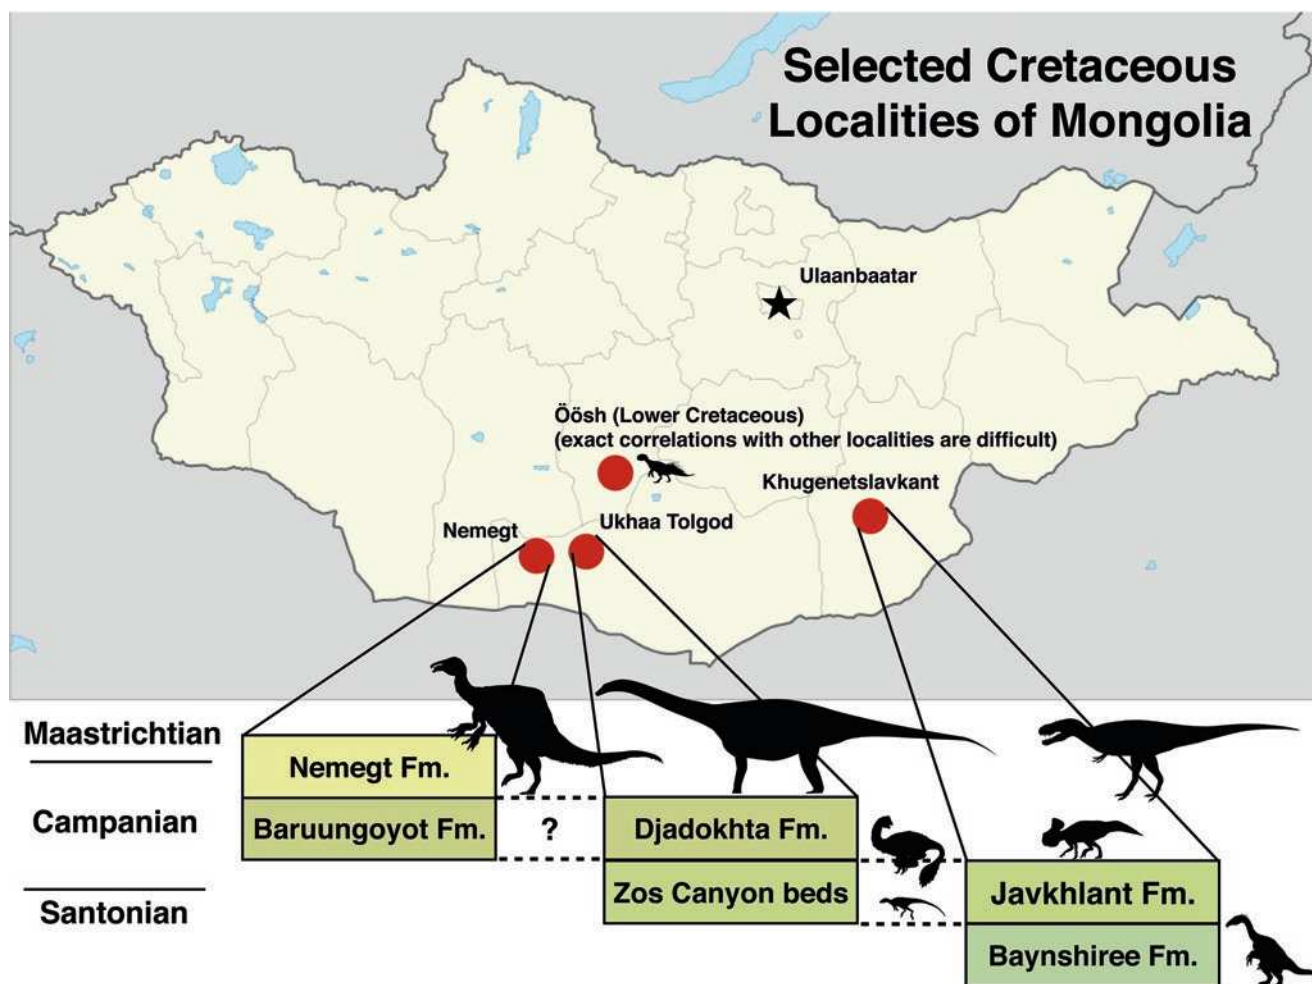 Selected Cretaceous
Localities of Mongolia
Ulaanbaatar
Öösh (Lower Cretaceous)
(exact correlations with other localities are difficult)
Khugenetslavkant
Nemegt
Ukhaa Tolgod
Maastrichtian
Nemegt Fm.
Campanian
Baruungoyot Fm.
?
Djadokhta Fm.
Zos Canyon beds
Santonian
Javkhlant Fm.
Baynshiree Fm.